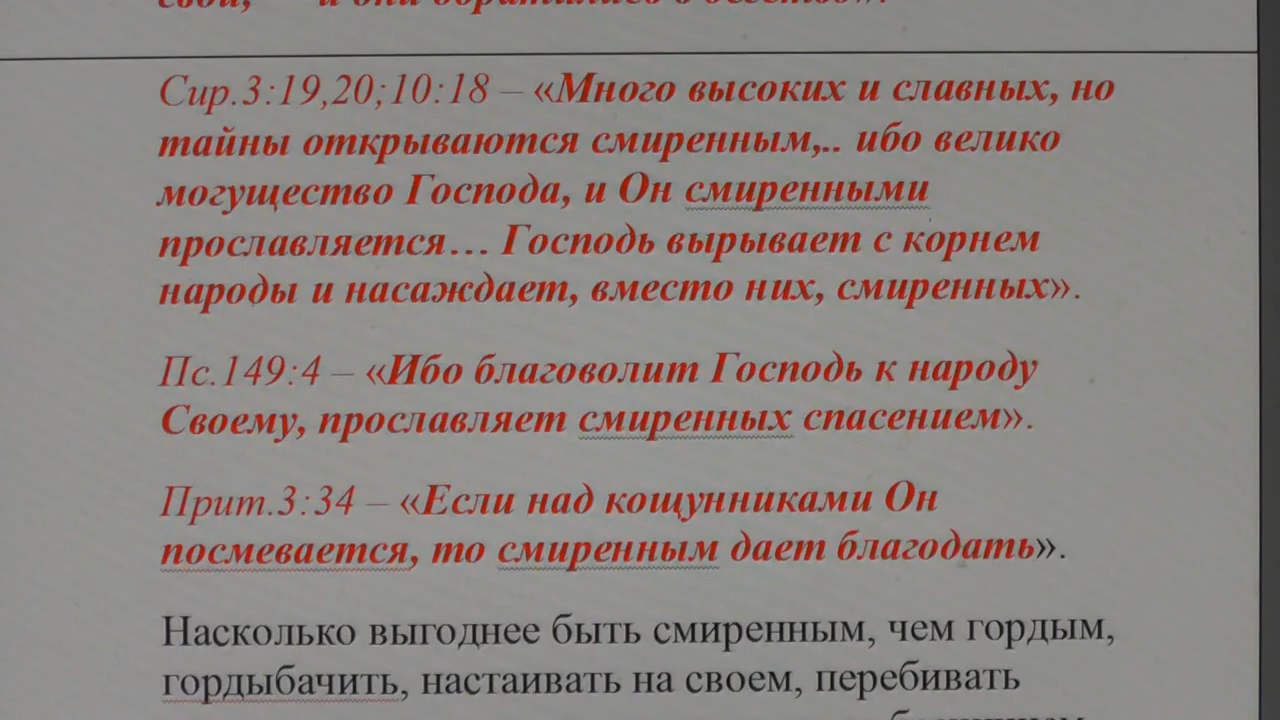 Сир.3:19,20;10:18 – «Много высоких и славных, но
тайны открываются смиренным,.. ибо велико
могущество Господа, и Он смиренными
прославляется… Господь вырывает с корнем
народы и насаждает, вместо них, смиренных».
Пс.149:4 – «Ибо благоволит Господь к народу
Своему, прославляет смиренных спасением».
Прит.3:34 – «Если над кощунниками Он
посмевается, то смиренным дает благодать».
Насколько выгоднее быть смиренным, чем гордым,
гордыбачить, настаивать на своем, перебивать